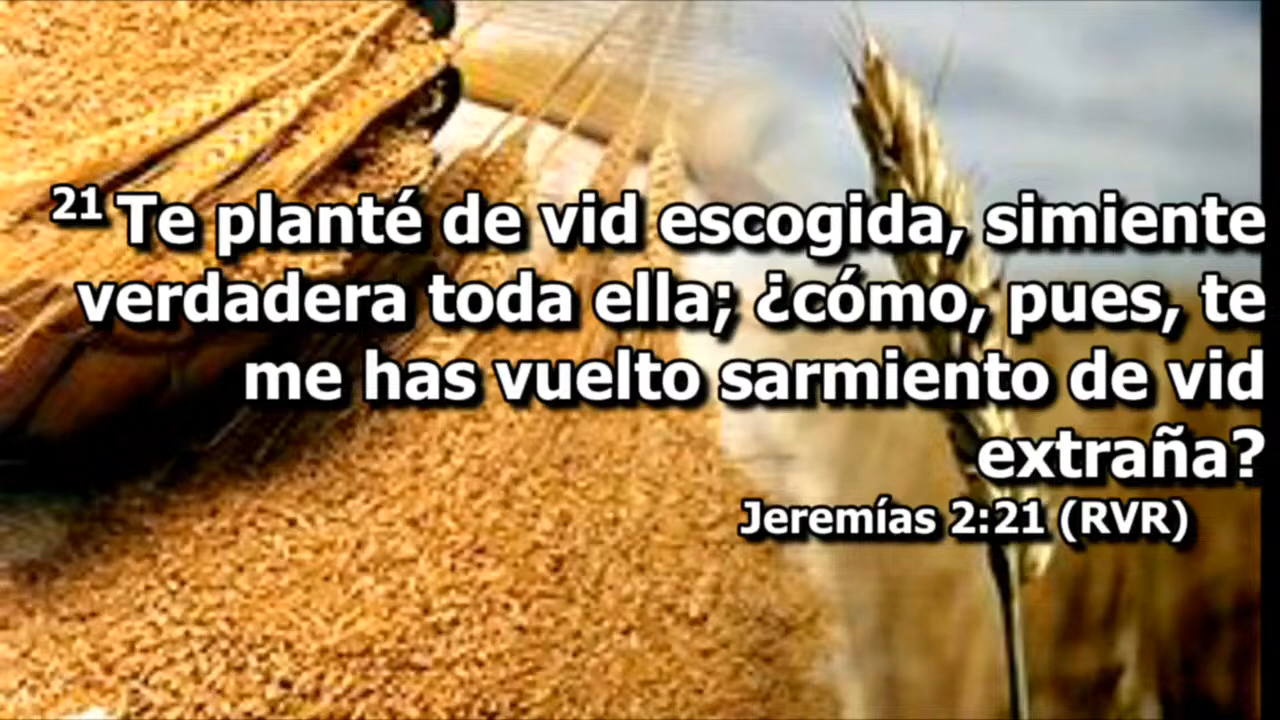 21 Te planté de vid escogida, simiente
verdadera toda ella; ¿cómo, pues, te
me has vuelto sarmiento de vid
extraña?
Jeremías 2:21 (RVR)